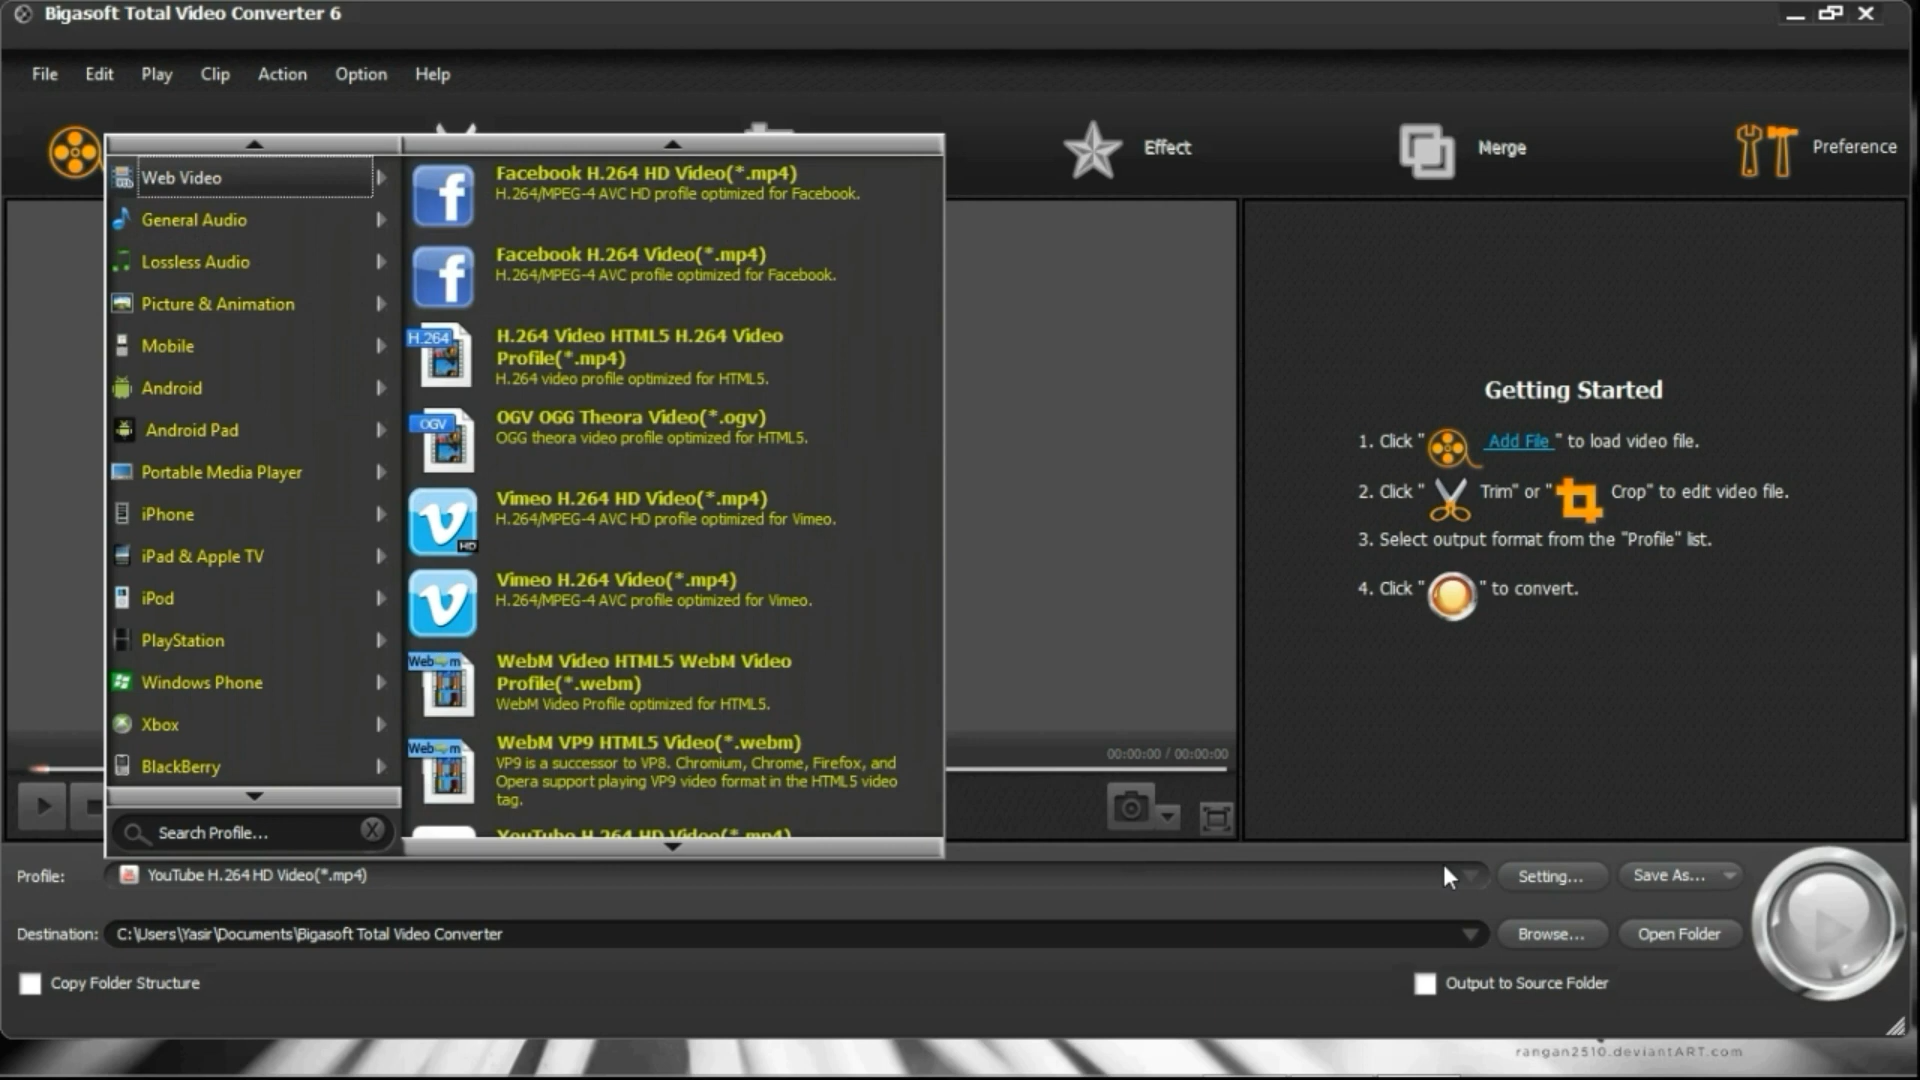 Bigasoft Total Video Converter 6
File Edit Play Clip Action Option Help
Effect
Merge
Preference
Web Video
General Audio
Lossless Audio
Picture & Animation
Mobile
Android
Android Pad
Portable Media Player
iPhone
iPad & Apple TV
iPod
PlayStation
Windows Phone
Xbox
BlackBerry
Search Profile...
Facebook H.264 HD Video(*.mp4)
H.264/MPEG-4 AVC HD profile optimized for Facebook.
Facebook H.264 Video(*.mp4)
H.264/MPEG-4 AVC profile optimized for Facebook.
H.264
H.264 Video HTML5 H.264 Video
Profile(*.mp4)
H.264 video profile optimized for HTML5.
OGV
OGV OGG Theora Video(*.ogv)
OGG theora video profile optimized for HTML5.
HD
Vimeo H.264 HD Video(*.mp4)
H.264/MPEG-4 AVC HD profile optimized for Vimeo.
Vimeo H.264 Video(*.mp4)
H.264/MPEG-4 AVC profile optimized for Vimeo.
Web m
WebM Video HTML5 WebM Video
Profile(*.webm)
WebM Video Profile optimized for HTML5.
Web m
WebM VP9 HTML5 Video(*.webm)
VP9 is a successor to VP8. Chromium, Chrome, Firefox, and
Opera support playing VP9 video format in the HTML5 video
tag.
YouTube H.264 HD Video(*.mp4)
00:00:00 / 00:00:00
Getting Started
1. Click " Add File " to load video file.
2. Click " Trim" or " Crop" to edit video file.
3. Select output format from the "Profile" list.
4. Click " " to convert.
Profile: YouTube H.264 HD Video(*.mp4) Setting... Save As...
Destination: C:\Users\Yasir\Documents\Bigasoft Total Video Converter Browse... Open Folder
Copy Folder Structure Output to Source Folder
rangan2510.deviantART.com